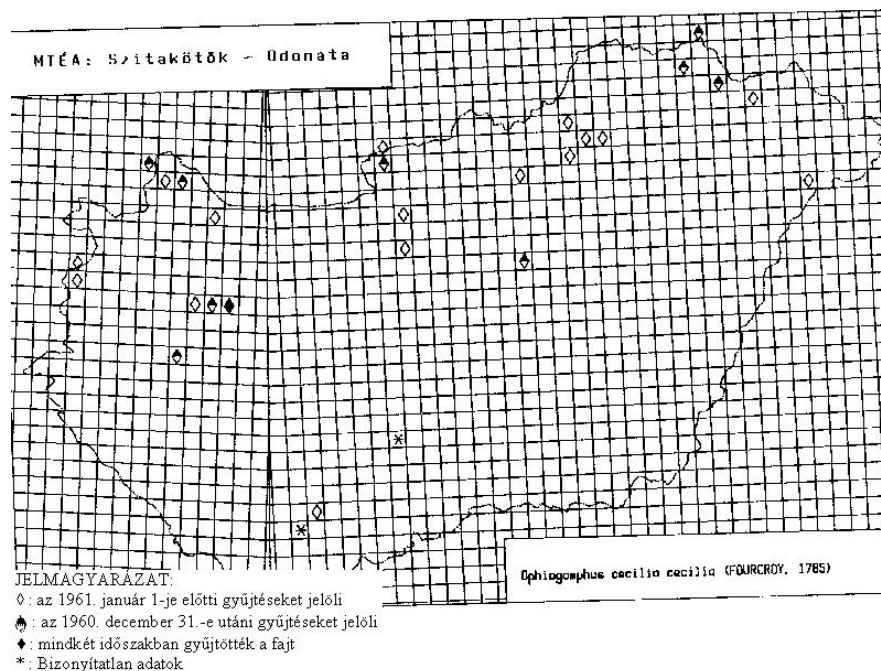 MTÉA: Szitakötők - Odonata
Ophiogomphus cecilia cecilia (FOURCROY, 1785)
JELMAGYARÁZAT:
◊ : az 1961. január 1-je előtti gyűjtéseket jelöli
: az 1960. december 31.-e utáni gyűjtéseket jelöli
♦ : mindkét időszakban gyűjtötték a fajt
* : Bizonyítatlan adatok